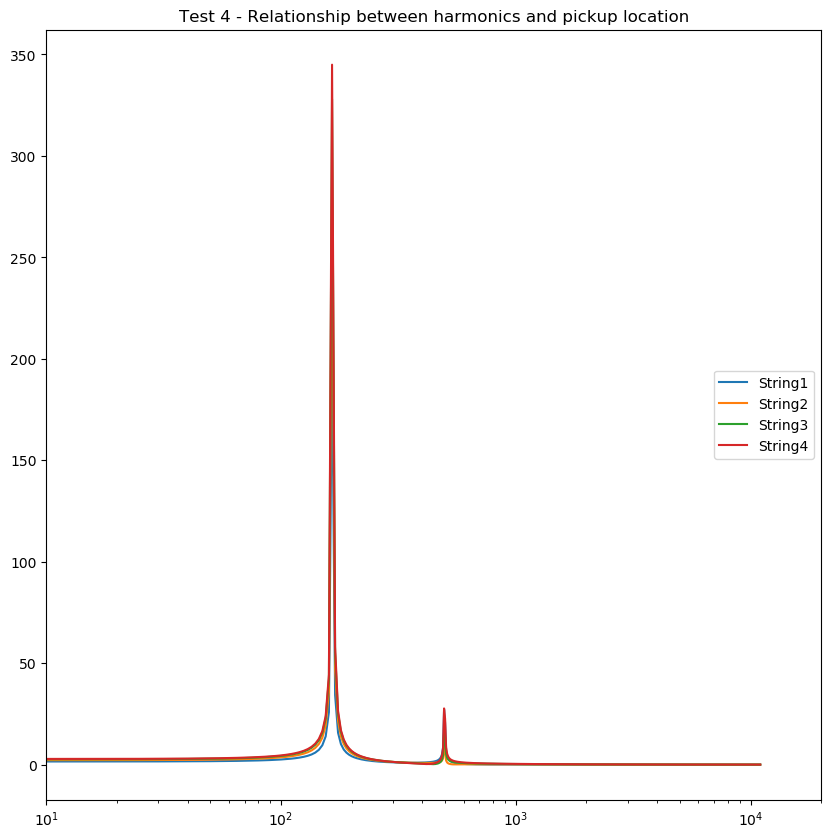 Test 4 - Relationship between harmonics and pickup location
350
300
250
200
150
100
50
0
String1
String2
String3
String4
10¹ 10² 10³ 10⁴